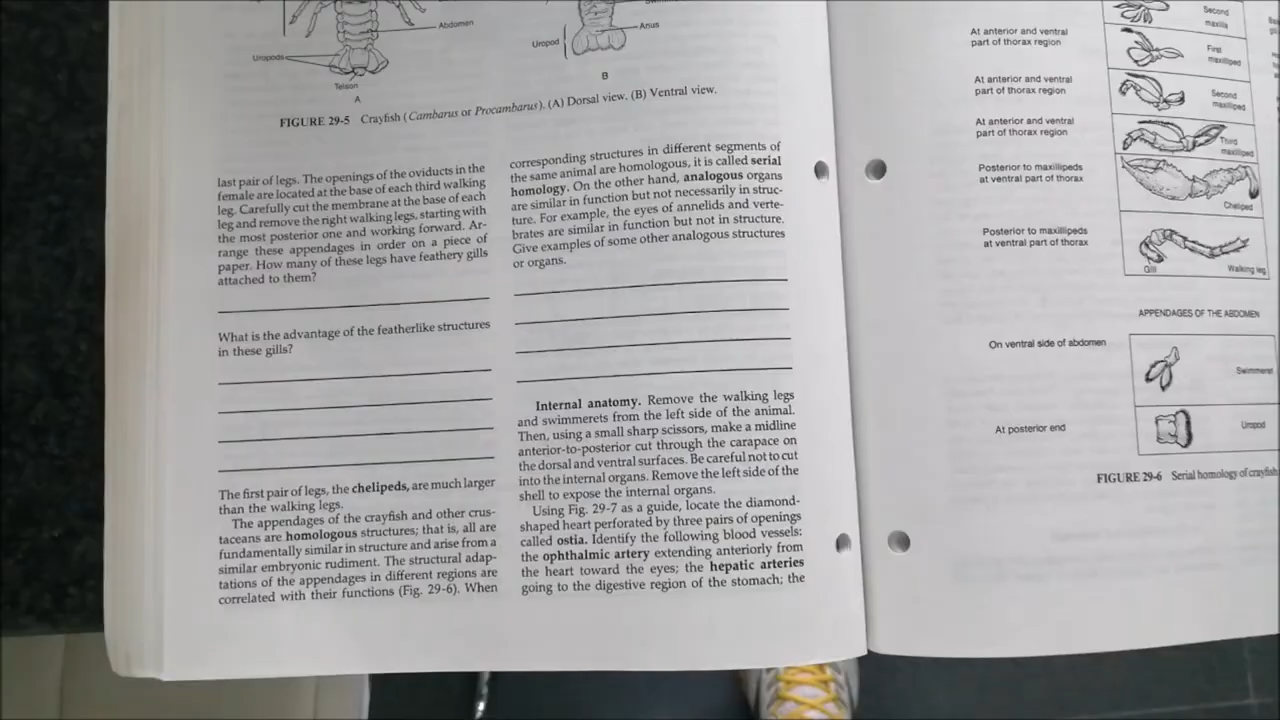 Abdomen
Uropods
Telson
A
Uropod
Anus
B
FIGURE 29-5 Crayfish (Cambarus or Procambarus). (A) Dorsal view. (B) Ventral view.
last pair of legs. The openings of the oviducts in the
female are located at the base of each third walking
leg. Carefully cut the membrane at the base of each
leg and remove the right walking legs, starting with
the most posterior one and working forward. Ar-
range these appendages in order on a piece of
paper. How many of these legs have feathery gills
attached to them?
What is the advantage of the featherlike structures
in these gills?
The first pair of legs, the chelipeds, are much larger
than the walking legs.
The appendages of the crayfish and other crus-
taceans are homologous structures; that is, all are
fundamentally similar in structure and arise from a
similar embryonic rudiment. The structural adap-
tations of the appendages in different regions are
correlated with their functions (Fig. 29-6). When
corresponding structures in different segments of
the same animal are homologous, it is called serial
homology. On the other hand, analogous organs
are similar in function but not necessarily in struc-
ture. For example, the eyes of annelids and verte-
brates are similar in function but not in structure.
Give examples of some other analogous structures
or organs.
Internal anatomy. Remove the walking legs
and swimmerets from the left side of the animal.
Then, using a small sharp scissors, make a midline
anterior-to-posterior cut through the carapace on
the dorsal and ventral surfaces. Be careful not to cut
into the internal organs. Remove the left side of the
shell to expose the internal organs.
Using Fig. 29-7 as a guide, locate the diamond-
shaped heart perforated by three pairs of openings
called ostia. Identify the following blood vessels:
the ophthalmic artery extending anteriorly from
the heart toward the eyes; the hepatic arteries
going to the digestive region of the stomach; the
Second
maxilla
At anterior and ventral
part of thorax region
First
maxilliped
At anterior and ventral
part of thorax region
Second
maxilliped
At anterior and ventral
part of thorax region
Third
maxilliped
Posterior to maxillipeds
at ventral part of thorax
Cheliped
Posterior to maxillipeds
at ventral part of thorax
Gill
Walking leg
APPENDAGES OF THE ABDOMEN
On ventral side of abdomen
Swimmeret
At posterior end
Uropod
FIGURE 29-6 Serial homology of crayfish